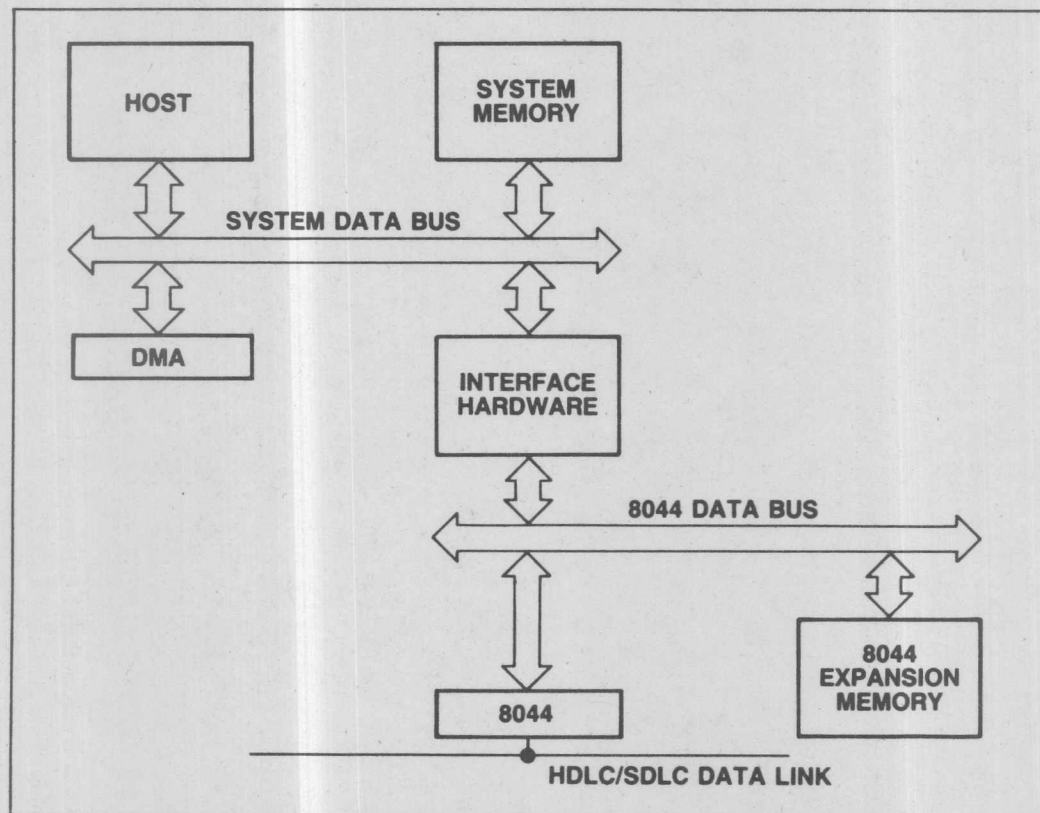 HOST
SYSTEM
MEMORY
SYSTEM DATA BUS
DMA
INTERFACE
HARDWARE
8044 DATA BUS
8044
EXPANSION
MEMORY
8044
HDLC/SDLC DATA LINK